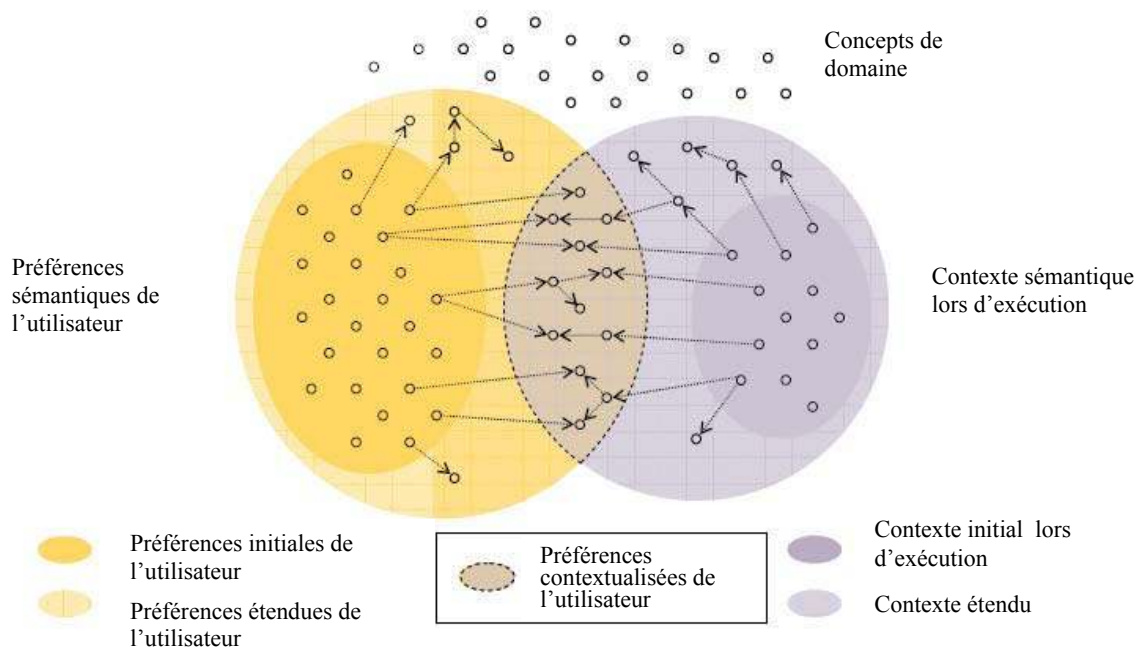 Concepts de
domaine
Préférences
sémantiques de
l’utilisateur
Contexte sémantique
lors d’exécution
Préférences initiales de
l’utilisateur
Préférences étendues de
l’utilisateur
Préférences
contextualisées de
l’utilisateur
Contexte initial lors
d’exécution
Contexte étendu